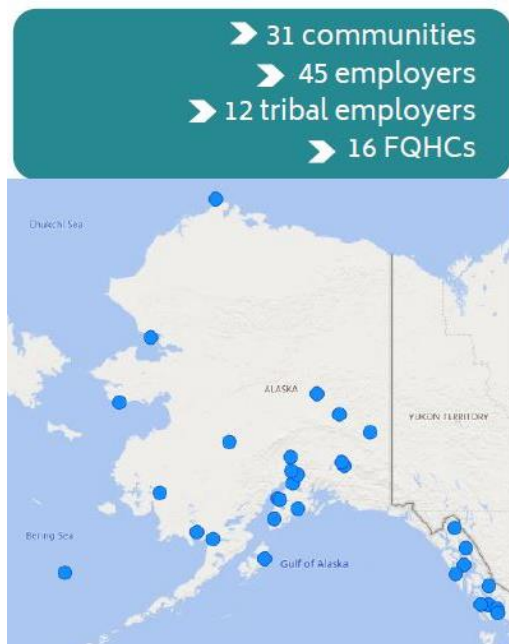 31 communities
45 employers
12 tribal employers
16 FQHCs
Chukchi Sea
ALASKA
YUKON TERRITORY
Bering Sea
Gulf of Alaska